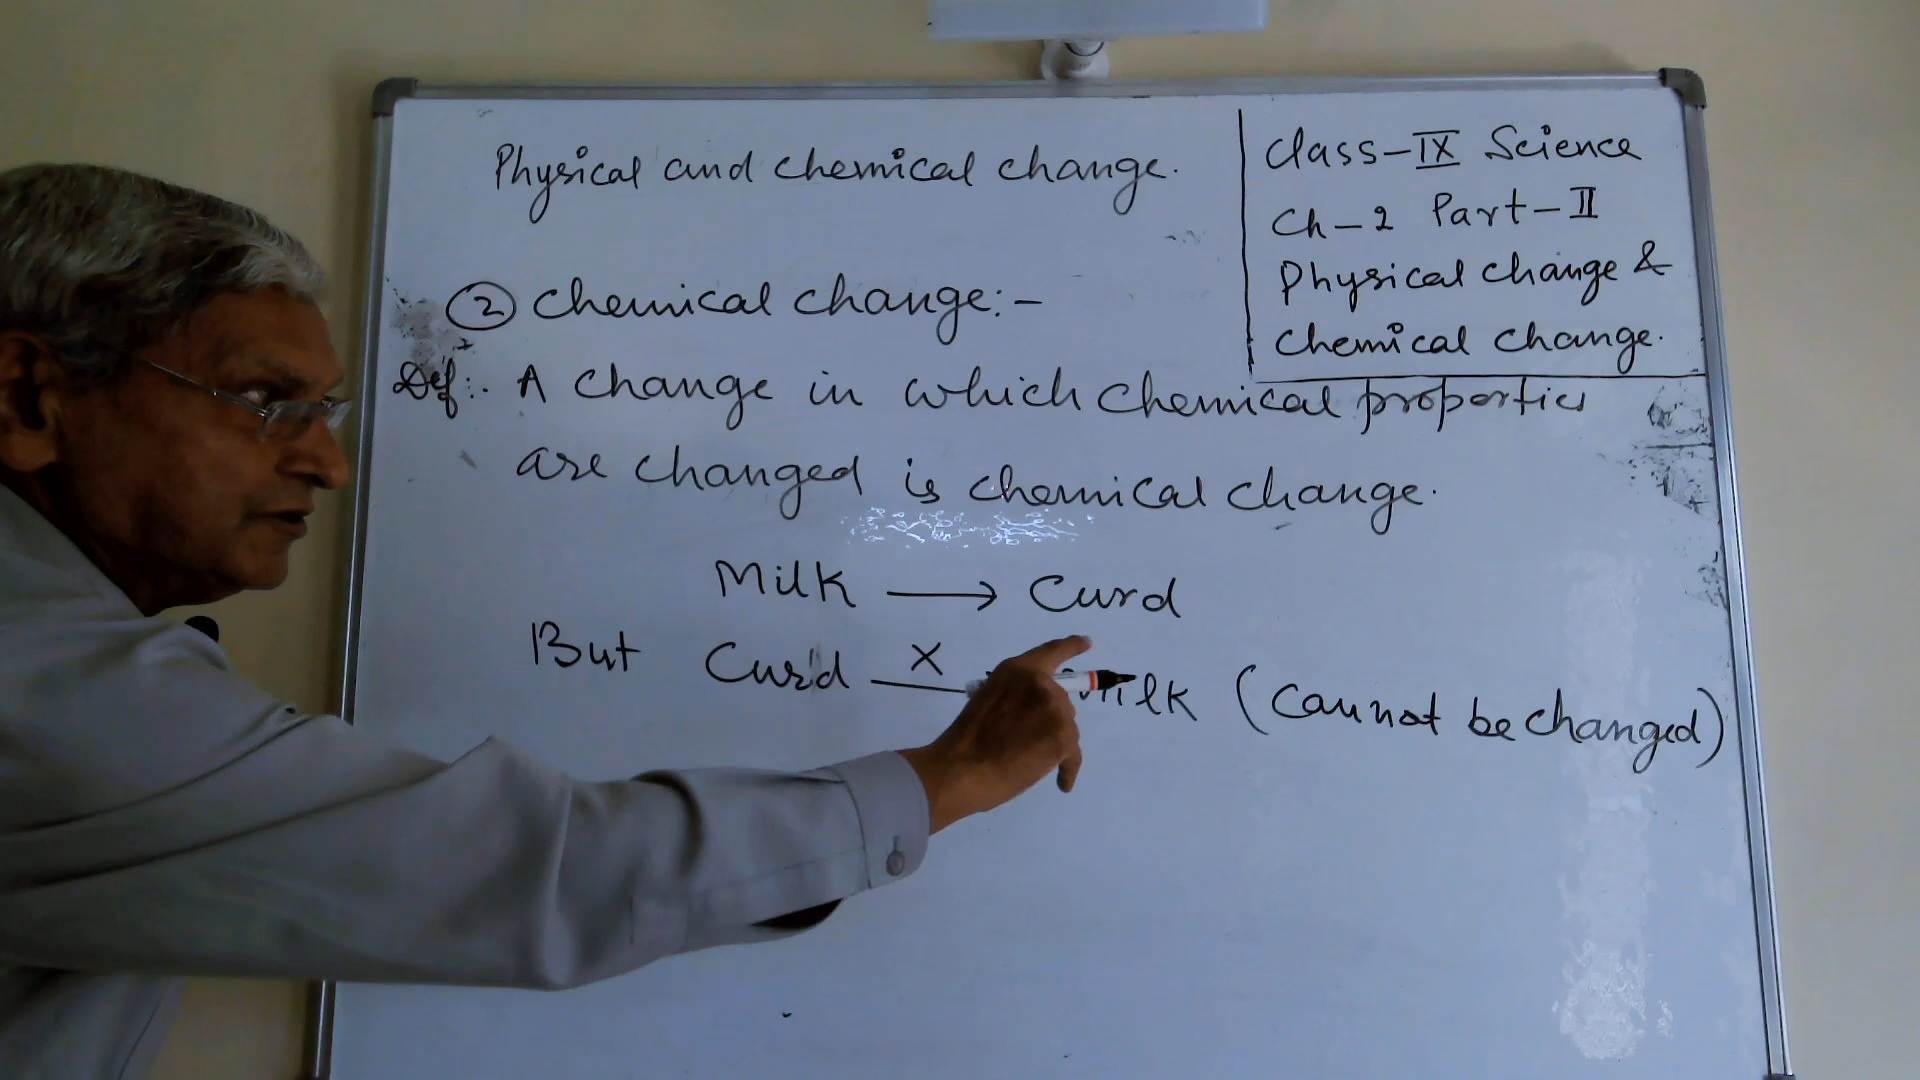 Physical and chemical change.
Class-IX Science
Ch-2 Part-II
Physical change &
Chemical change.
② Chemical change:-
Def:- A change in which chemical properties
are changed is chemical change.
Milk → Curd
But Curd X Milk (Cannot be changed)